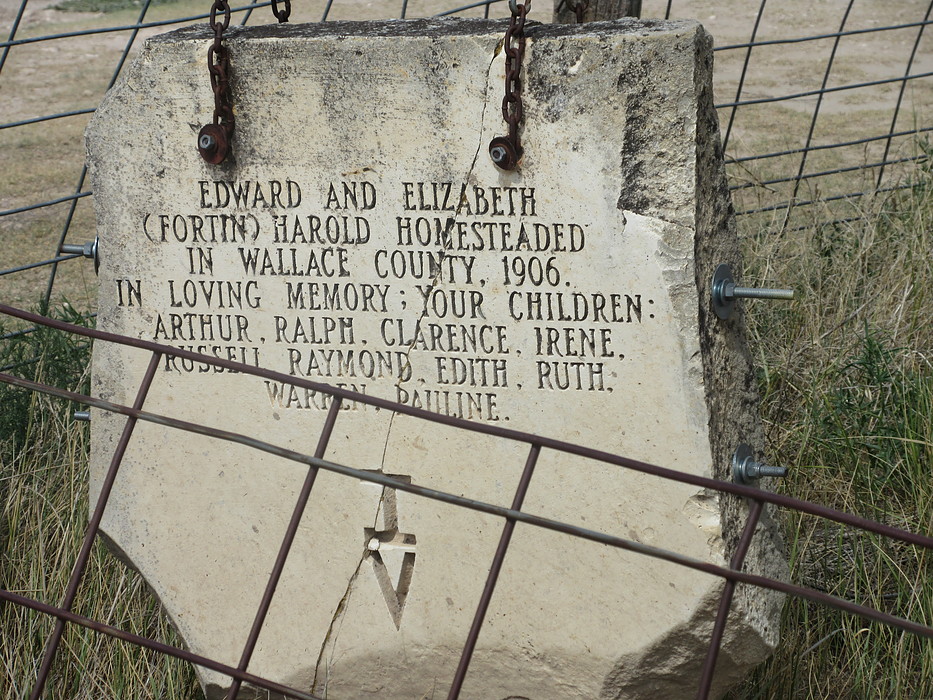 EDWARD AND ELIZABETH
(FORTIN) HAROLD HOMESTEADED
IN WALLACE COUNTY, 1906.
IN LOVING MEMORY; YOUR CHILDREN:
ARTHUR, RALPH, CLARENCE, IRENE,
RUSSELL, RAYMOND, EDITH, RUTH,
WARREN, PAULINE.